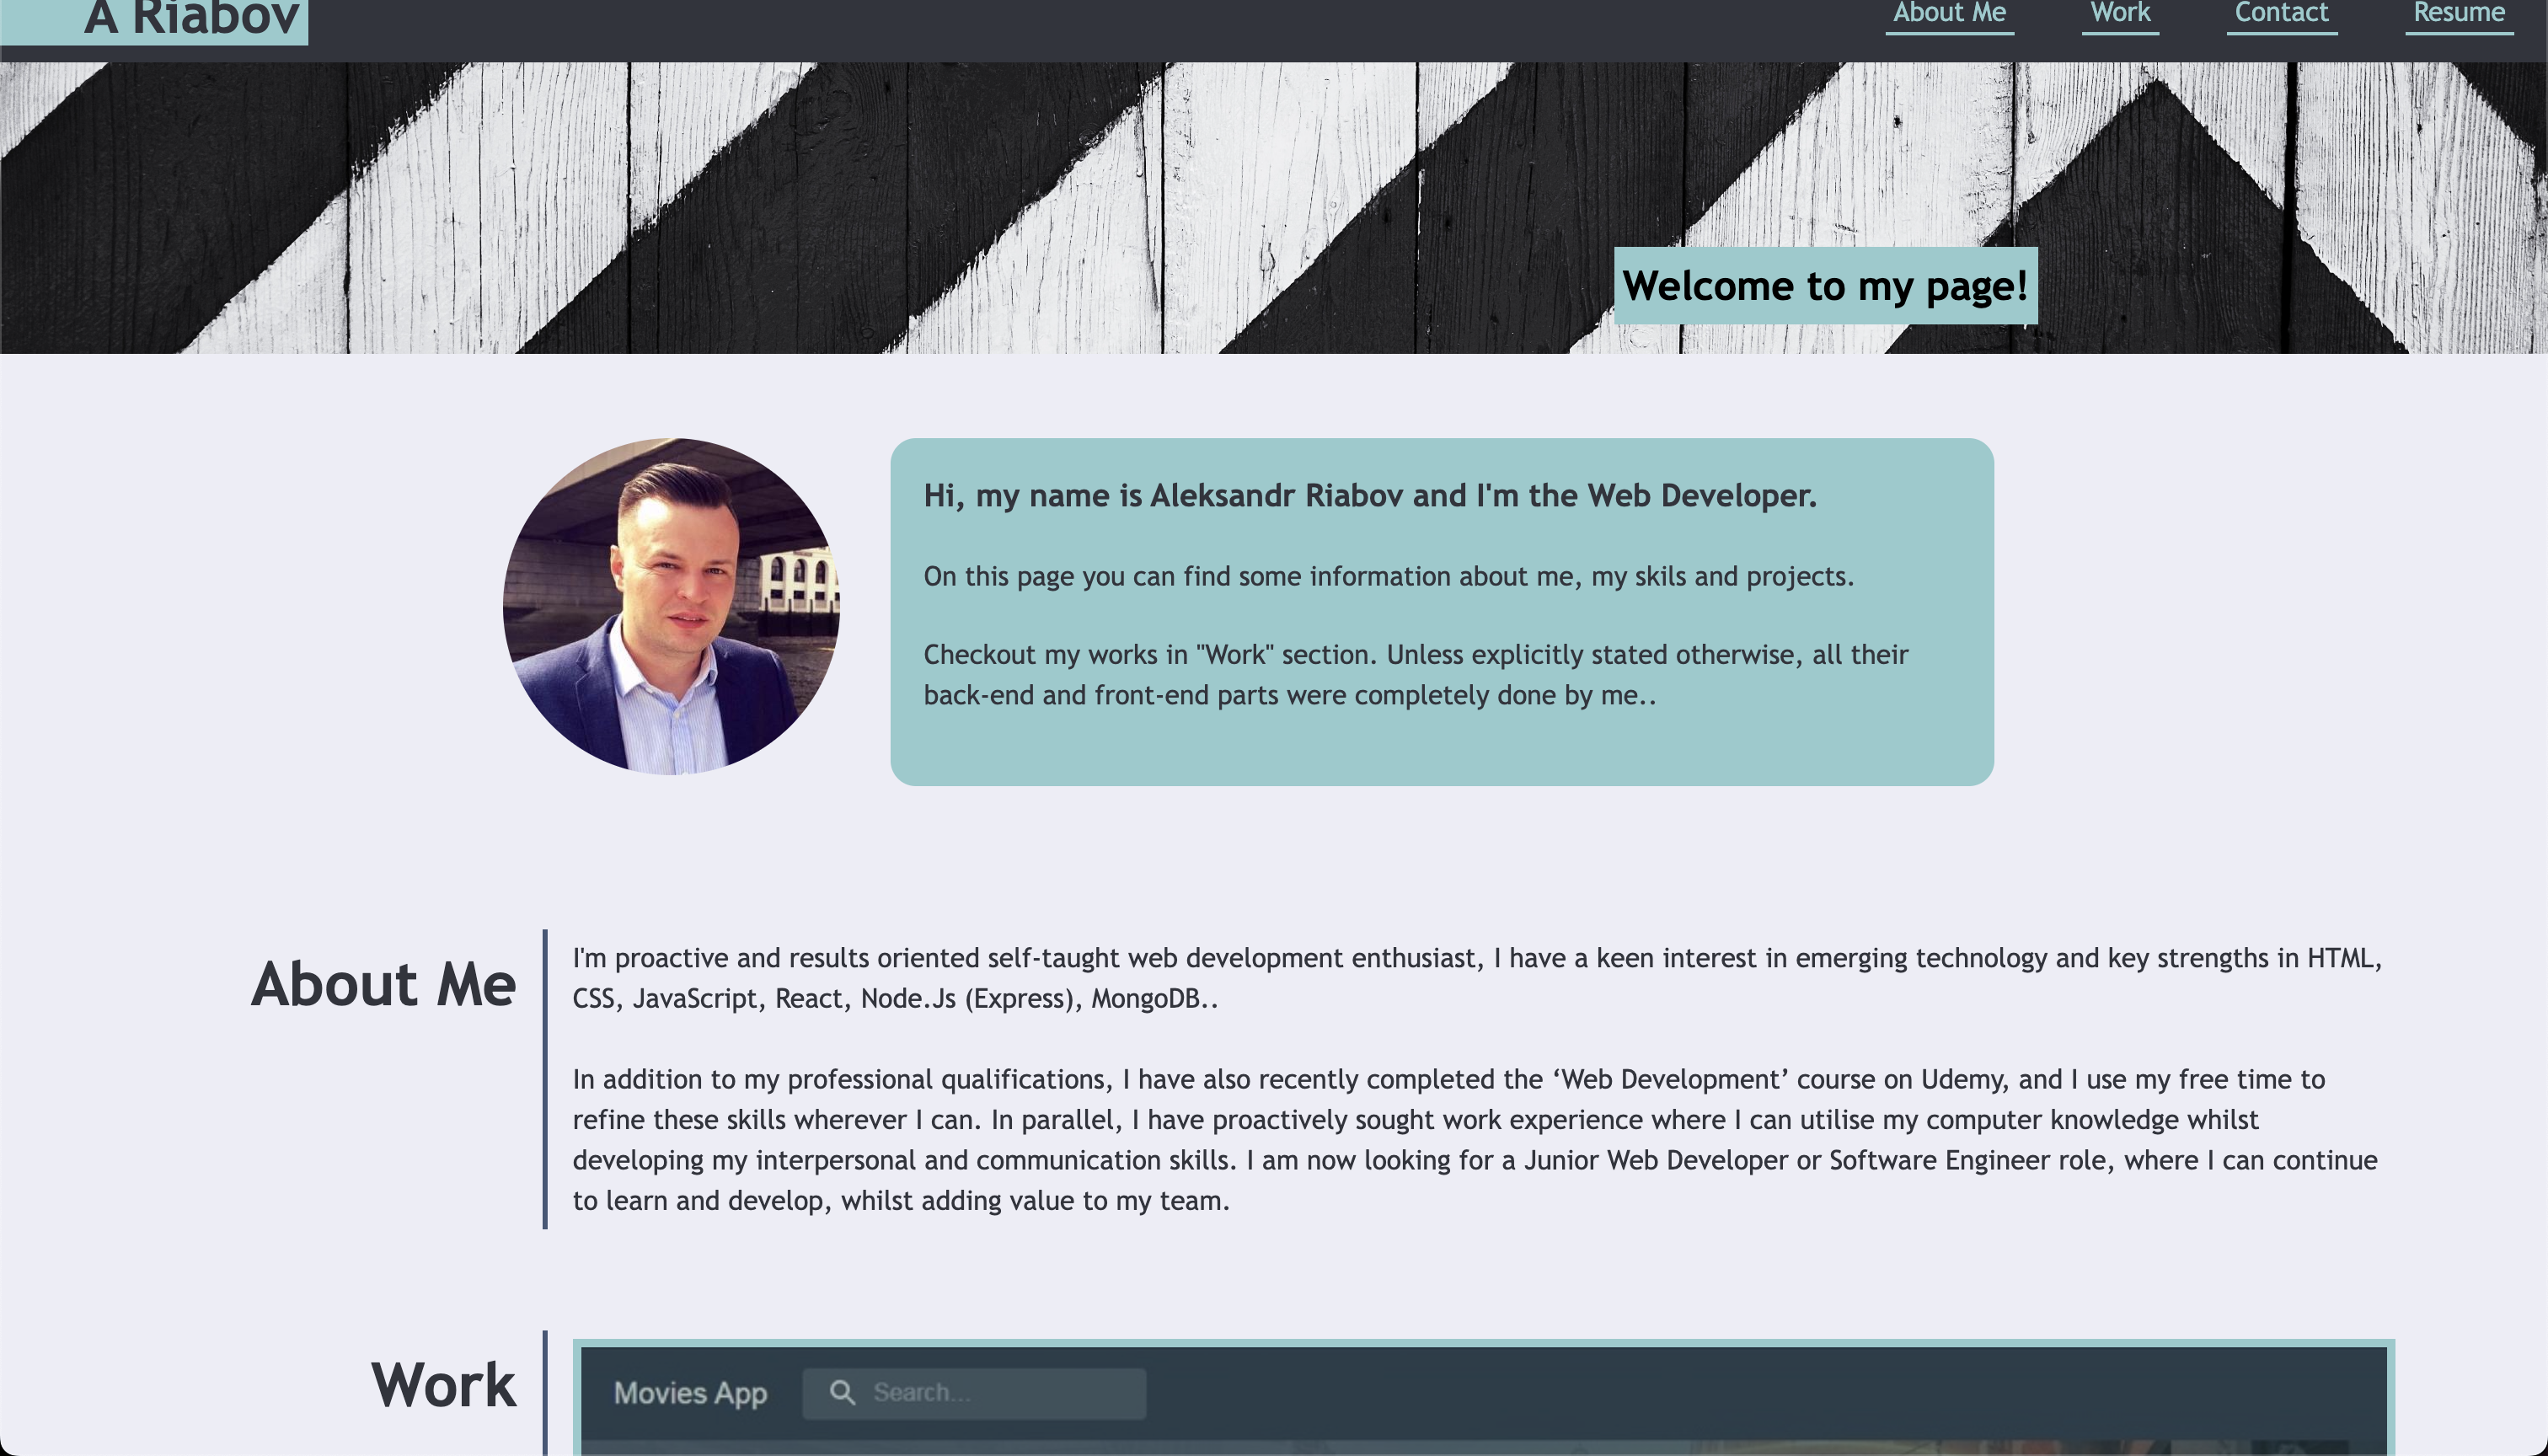 A Riabov
About Me
Work
Contact
Resume
Welcome to my page!
Hi, my name is Aleksandr Riabov and I'm the Web Developer.
On this page you can find some information about me, my skils and projects.
Checkout my works in "Work" section. Unless explicitly stated otherwise, all their
back-end and front-end parts were completely done by me..
About Me
I'm proactive and results oriented self-taught web development enthusiast, I have a keen interest in emerging technology and key strengths in HTML,
CSS, JavaScript, React, Node.Js (Express), MongoDB..
In addition to my professional qualifications, I have also recently completed the ‘Web Development’ course on Udemy, and I use my free time to
refine these skills wherever I can. In parallel, I have proactively sought work experience where I can utilise my computer knowledge whilst
developing my interpersonal and communication skills. I am now looking for a Junior Web Developer or Software Engineer role, where I can continue
to learn and develop, whilst adding value to my team.
Work
Movies App
Search...